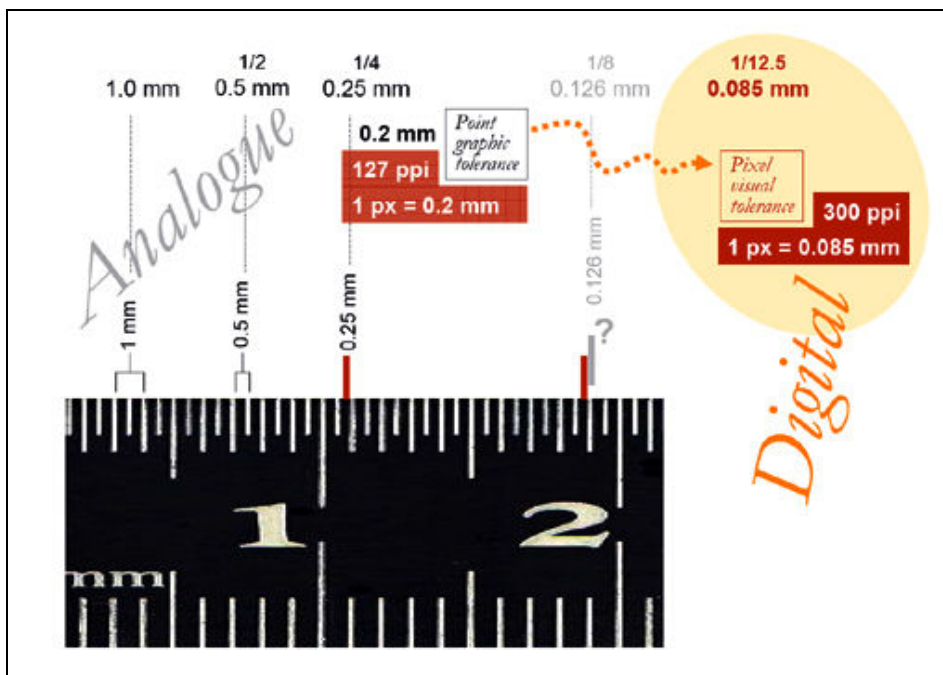 1/2
1/4
1/8
1/12.5
1.0 mm
0.5 mm
0.25 mm
0.126 mm
0.085 mm
Analogue
0.2 mm
Point
graphic
tolerance
127 ppi
1 px = 0.2 mm
Pixel
visual
tolerance
300 ppi
1 px = 0.085 mm
1 mm
0.5 mm
0.25 mm
0.126 mm
?
Digital
1
2
mm